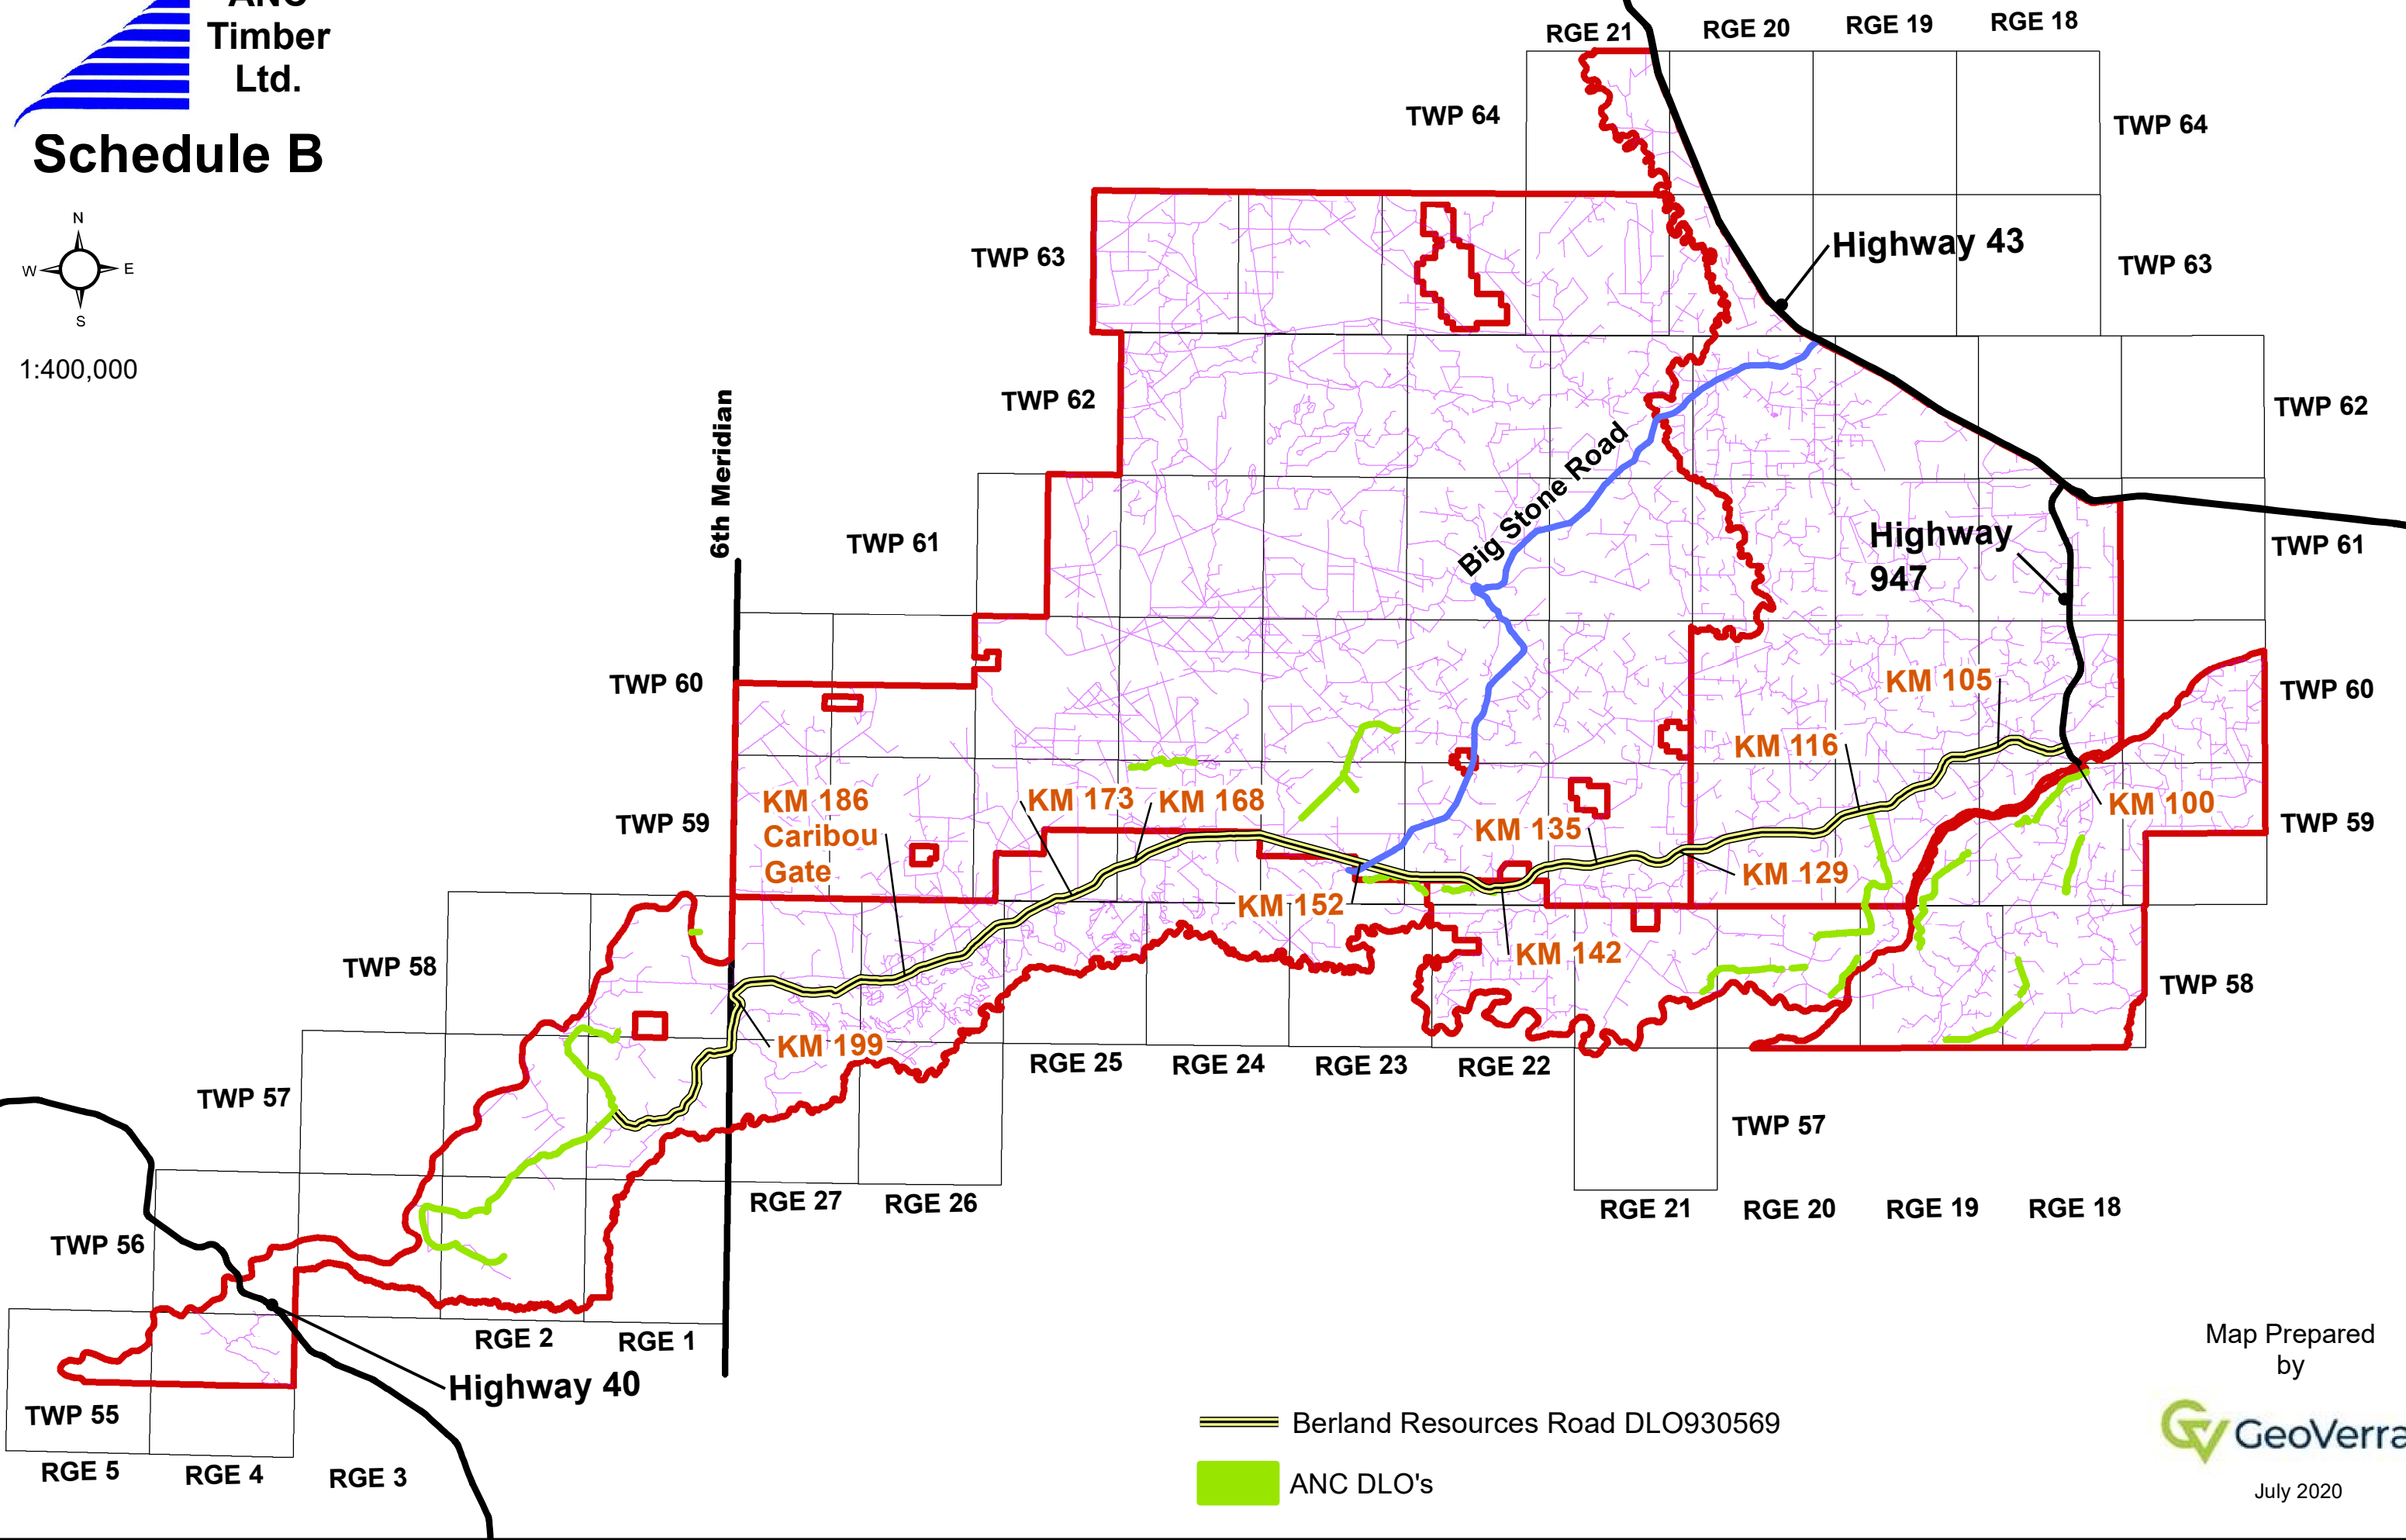 ANC
Timber
Ltd.
Schedule B
N
W
E
S
1:400,000
RGE 21
RGE 20
RGE 19
RGE 18
TWP 64
TWP 64
TWP 63
Highway 43
TWP 63
TWP 62
TWP 62
6th Meridian
Big Stone Road
TWP 61
Highway
947
TWP 61
TWP 60
KM 105
TWP 60
KM 116
TWP 59
KM 186
Caribou
Gate
KM 173
KM 168
KM 135
KM 100
TWP 59
KM 129
KM 152
KM 142
TWP 58
TWP 58
KM 199
RGE 25
RGE 24
RGE 23
RGE 22
TWP 57
TWP 57
RGE 27
RGE 26
RGE 21
RGE 20
RGE 19
RGE 18
TWP 56
RGE 2
RGE 1
Highway 40
TWP 55
RGE 5
RGE 4
RGE 3
Berland Resources Road DLO930569
ANC DLO's
Map Prepared
by
GeoVerra
July 2020